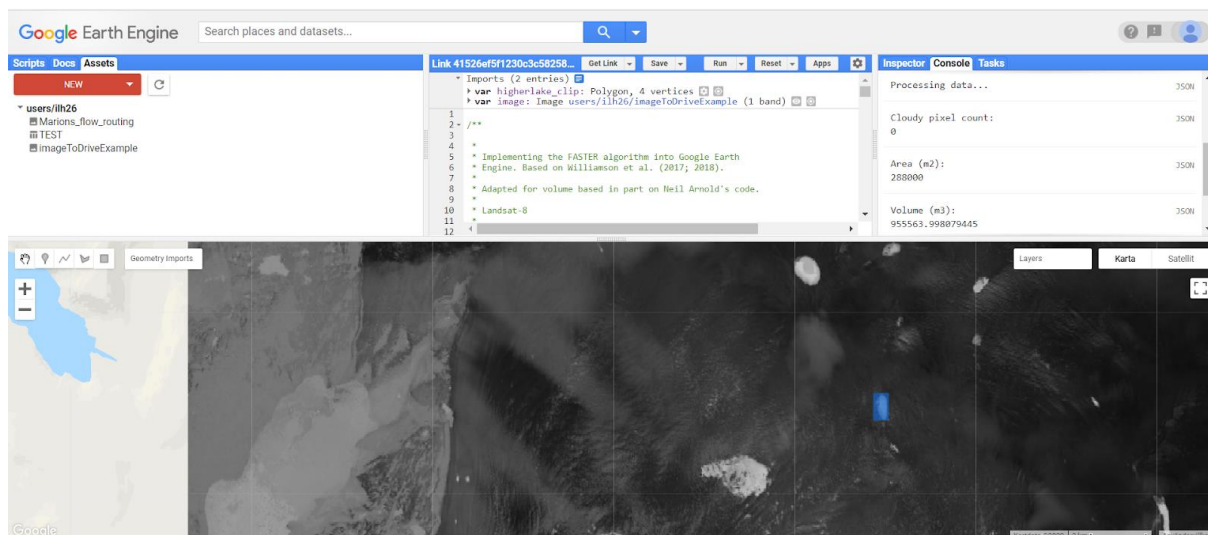 Google Earth Engine
Search places and datasets...
Scripts Docs Assets
NEW
users/ilh26
Marions_flow_routing
TEST
imageToDriveExample
Link 41526ef5f1230c3c58258... Get Link Save Run Reset Apps
Imports (2 entries)
var higherlake_clip: Polygon, 4 vertices
var image: Image users/ilh26/imageToDriveExample (1 band)
1
2 /**
3
4 *
5 * Implementing the FASTER algorithm into Google Earth
6 * Engine. Based on Williamson et al. (2017; 2018).
7 *
8 * Adapted for volume based in part on Neil Arnold's code.
9 *
10 * Landsat-8
11 *
12
Inspector Console Tasks
Processing data... JSON
Cloudy pixel count: JSON
0
Area (m2): JSON
288000
Volume (m3): JSON
955563.998079445
Geometry Imports
Layers Karta Satellit
Google